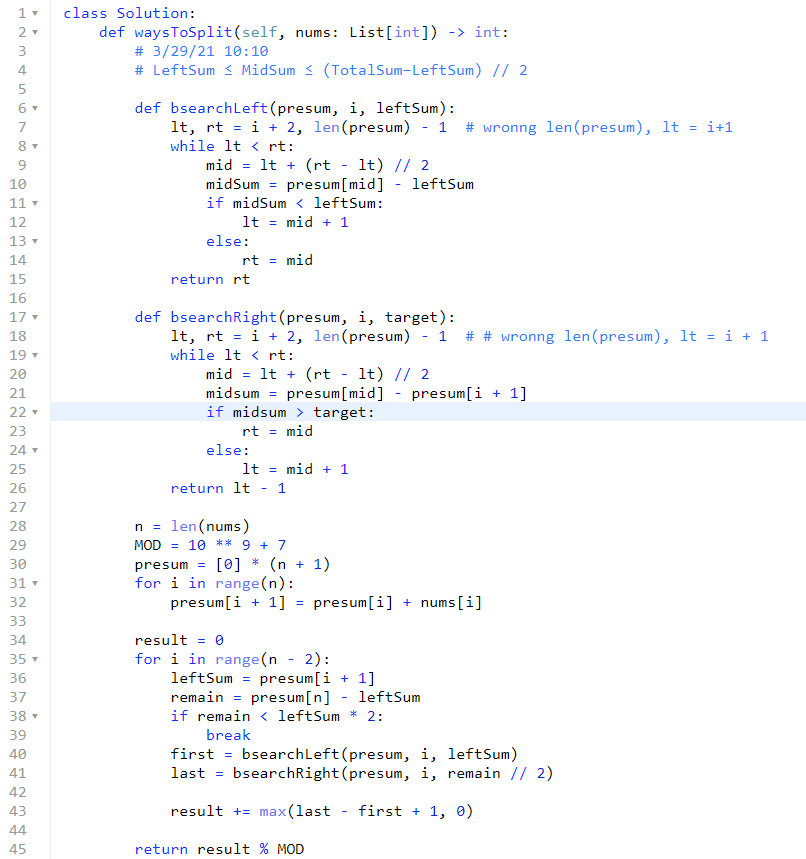 1 class Solution:
2     def waysToSplit(self, nums: List[int]) -> int:
3         # 3/29/21 10:10
4         # LeftSum ≤ MidSum ≤ (TotalSum-LeftSum) // 2
5
6         def bsearchLeft(presum, i, leftSum):
7             lt, rt = i + 2, len(presum) - 1  # wronng len(presum), lt = i+1
8             while lt < rt:
9                 mid = lt + (rt - lt) // 2
10                 midSum = presum[mid] - leftSum
11                 if midSum < leftSum:
12                     lt = mid + 1
13                 else:
14                     rt = mid
15             return rt
16
17         def bsearchRight(presum, i, target):
18             lt, rt = i + 2, len(presum) - 1  # # wronng len(presum), lt = i + 1
19             while lt < rt:
20                 mid = lt + (rt - lt) // 2
21                 midsum = presum[mid] - presum[i + 1]
22                 if midsum > target:
23                     rt = mid
24                 else:
25                     lt = mid + 1
26             return lt - 1
27
28         n = len(nums)
29         MOD = 10 ** 9 + 7
30         presum = [0] * (n + 1)
31         for i in range(n):
32             presum[i + 1] = presum[i] + nums[i]
33
34         result = 0
35         for i in range(n - 2):
36             leftSum = presum[i + 1]
37             remain = presum[n] - leftSum
38             if remain < leftSum * 2:
39                 break
40             first = bsearchLeft(presum, i, leftSum)
41             last = bsearchRight(presum, i, remain // 2)
42
43             result += max(last - first + 1, 0)
44
45         return result % MOD